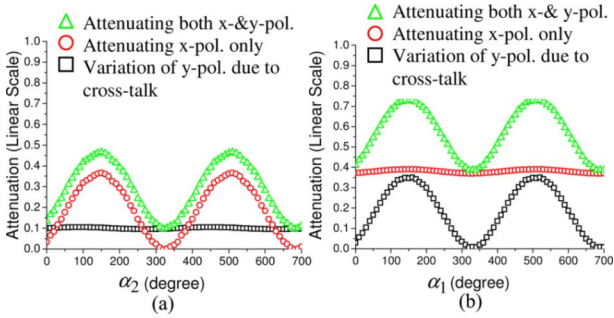 (a)
Attenuating both x-&y-pol.
Attenuating x-pol. only
Variation of y-pol. due to
cross-talk
Attenuation (Linear Scale)
1.0
0.9
0.8
0.7
0.6
0.5
0.4
0.3
0.2
0.1
0.0
0 100 200 300 400 500 600 700
α2 (degree)
(a)
(b)
Attenuating both x-& y-pol.
Attenuating x-pol. only
Variation of y-pol. due to
cross-talk
Attenuation (Linear Scale)
1.0
0.9
0.8
0.7
0.6
0.5
0.4
0.3
0.2
0.1
0.0
0 100 200 300 400 500 600 700
α1 (degree)
(b)